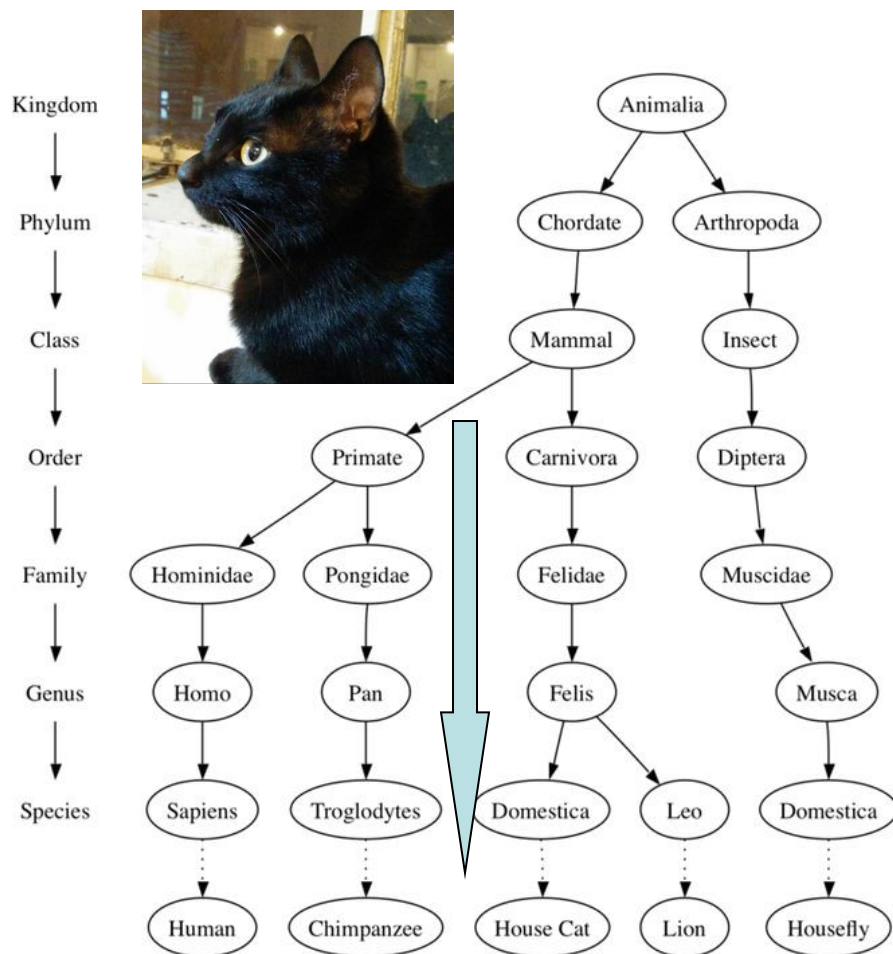 Kingdom Animalia
Phylum Chordate Arthropoda
Class Mammal Insect
Order Primate Carnivora Diptera
Family Hominidae Pongidae Felidae Muscidae
Genus Homo Pan Felis Musca
Species Sapiens Troglodytes Domestica Leo Domestica
Human Chimpanzee House Cat Lion Housefly